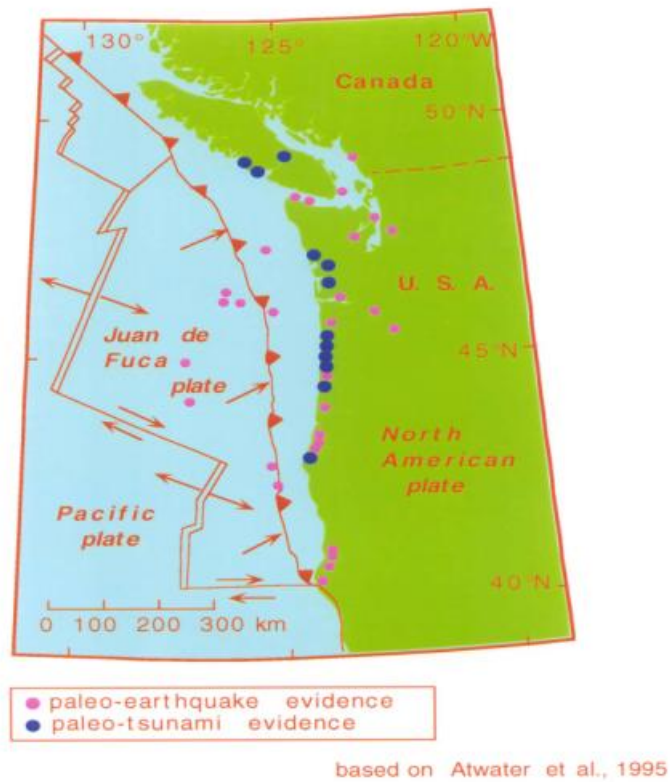 130°
125°
120°W
Canada
50°N
U. S. A.
Juan de
Fuca
plate
45°N
North
American
plate
Pacific
plate
40°N
0 100 200 300 km
paleo-earthquake evidence
paleo-tsunami evidence
based on Atwater et al., 1995